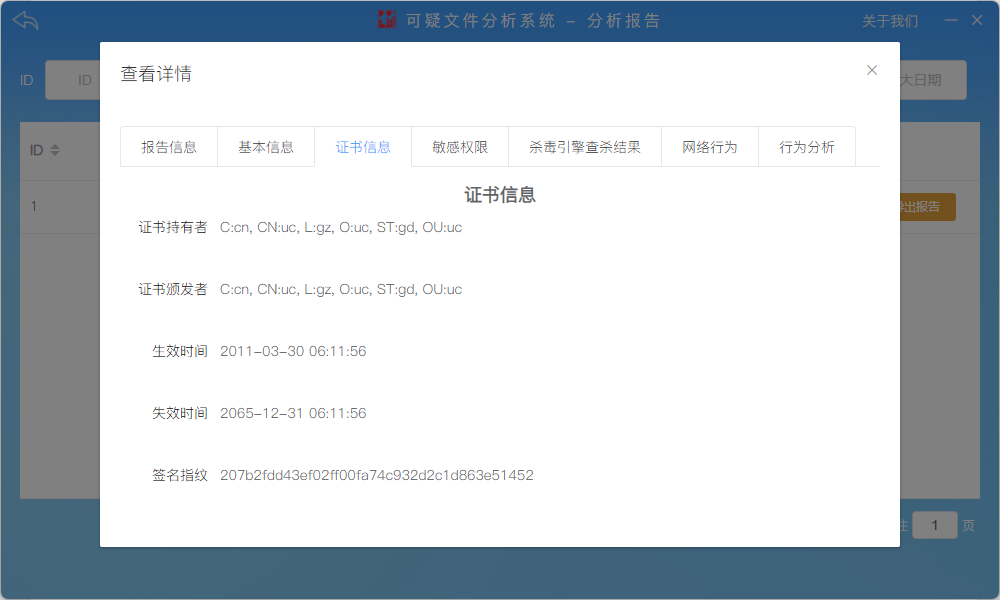 可疑文件分析系统 - 分析报告
关于我们
ID ID 大日期
查看详情
报告信息 基本信息 证书信息 敏感权限 杀毒引擎查杀结果 网络行为 行为分析
ID
证书信息
1 出报告
证书持有者 C:cn, CN:uc, L:gz, O:uc, ST:gd, OU:uc
证书颁发者 C:cn, CN:uc, L:gz, O:uc, ST:gd, OU:uc
生效时间 2011-03-30 06:11:56
失效时间 2065-12-31 06:11:56
签名指纹 207b2fdd43ef02ff00fa74c932d2c1d863e51452
1 页